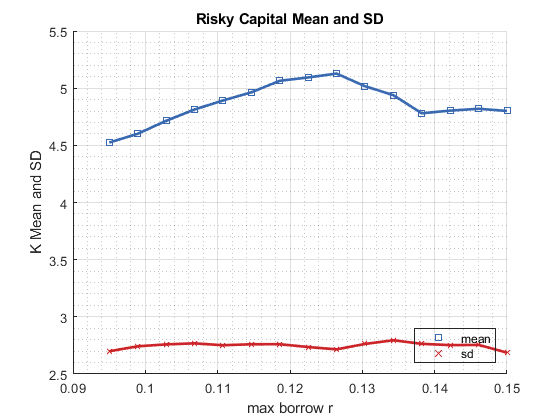 Risky Capital Mean and SD
K Mean and SD
5.5
5
4.5
4
3.5
3
2.5
mean
sd
0.09
0.1
0.11
0.12
0.13
0.14
0.15
max borrow r